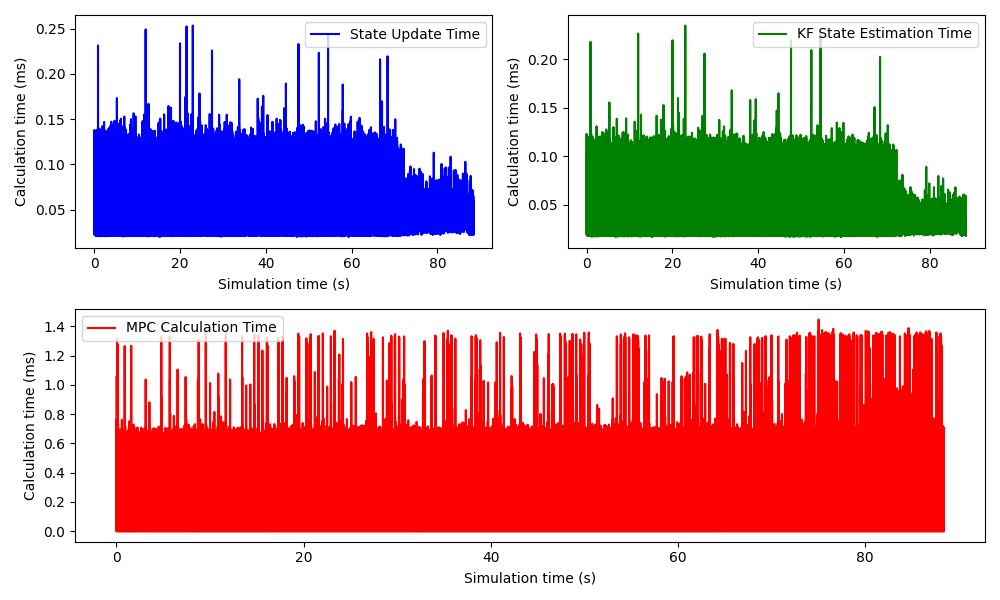 State Update Time
Calculation time (ms)
0.25
0.20
0.15
0.10
0.05
0 20 40 60 80
Simulation time (s)
KF State Estimation Time
Calculation time (ms)
0.20
0.15
0.10
0.05
0 20 40 60 80
Simulation time (s)
MPC Calculation Time
Calculation time (ms)
1.4
1.2
1.0
0.8
0.6
0.4
0.2
0.0
0 20 40 60 80
Simulation time (s)